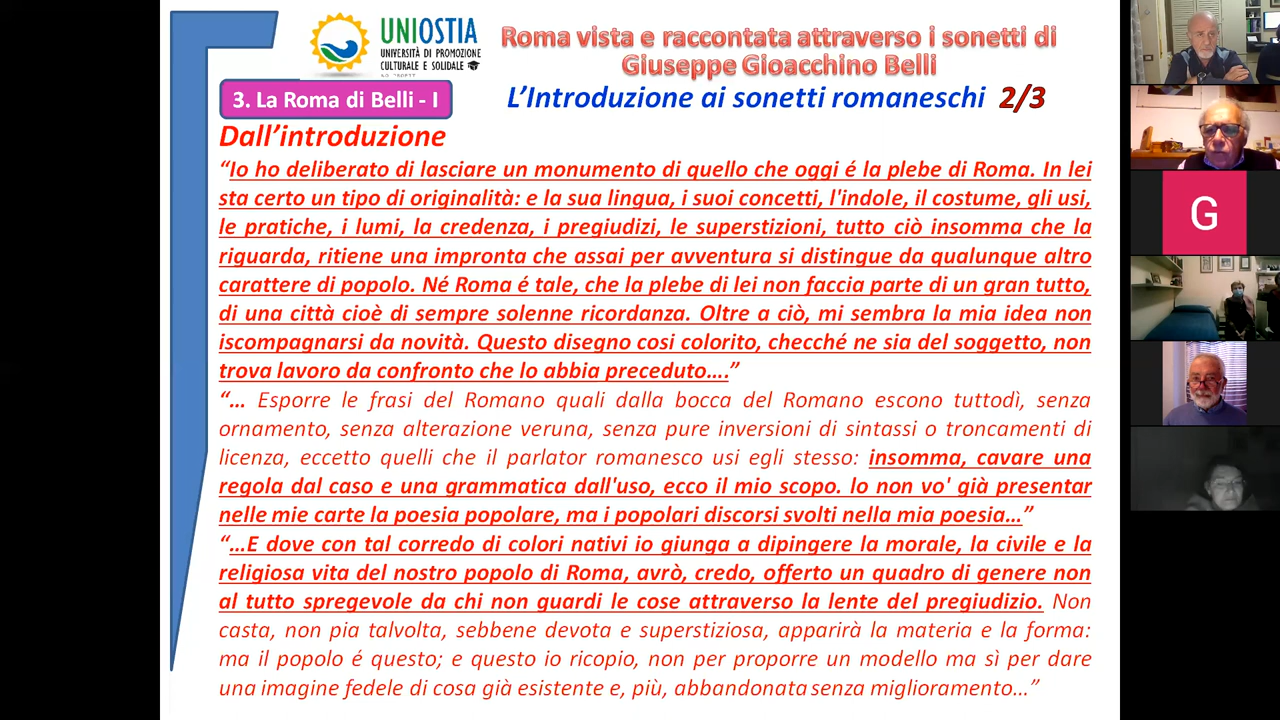 UNIOSTIA
UNIVERSITÀ DI PROMOZIONE
CULTURALE E SOLIDALE
Roma vista e raccontata attraverso i sonetti di
Giuseppe Gioacchino Belli
3. La Roma di Belli - I
L’Introduzione ai sonetti romaneschi 2/3
Dall’introduzione
“Io ho deliberato di lasciare un monumento di quello che oggi é la plebe di Roma. In lei
sta certo un tipo di originalità: e la sua lingua, i suoi concetti, l'indole, il costume, gli usi,
le pratiche, i lumi, la credenza, i pregiudizi, le superstizioni, tutto ciò insomma che la
riguarda, ritiene una impronta che assai per avventura si distingue da qualunque altro
carattere di popolo. Né Roma é tale, che la plebe di lei non faccia parte di un gran tutto,
di una città cioè di sempre solenne ricordanza. Oltre a ciò, mi sembra la mia idea non
iscompagnarsi da novità. Questo disegno cosi colorito, checché ne sia del soggetto, non
trova lavoro da confronto che lo abbia preceduto….”
“… Esporre le frasi del Romano quali dalla bocca del Romano escono tuttodì, senza
ornamento, senza alterazione veruna, senza pure inversioni di sintassi o troncamenti di
licenza, eccetto quelli che il parlator romanesco usi egli stesso: insomma, cavare una
regola dal caso e una grammatica dall'uso, ecco il mio scopo. Io non vo' già presentar
nelle mie carte la poesia popolare, ma i popolari discorsi svolti nella mia poesia…”
“…E dove con tal corredo di colori nativi io giunga a dipingere la morale, la civile e la
religiosa vita del nostro popolo di Roma, avrò, credo, offerto un quadro di genere non
al tutto spregevole da chi non guardi le cose attraverso la lente del pregiudizio. Non
casta, non pia talvolta, sebbene devota e superstiziosa, apparirà la materia e la forma:
ma il popolo é questo; e questo io ricopio, non per proporre un modello ma sì per dare
una imagine fedele di cosa già esistente e, più, abbandonata senza miglioramento…”
G